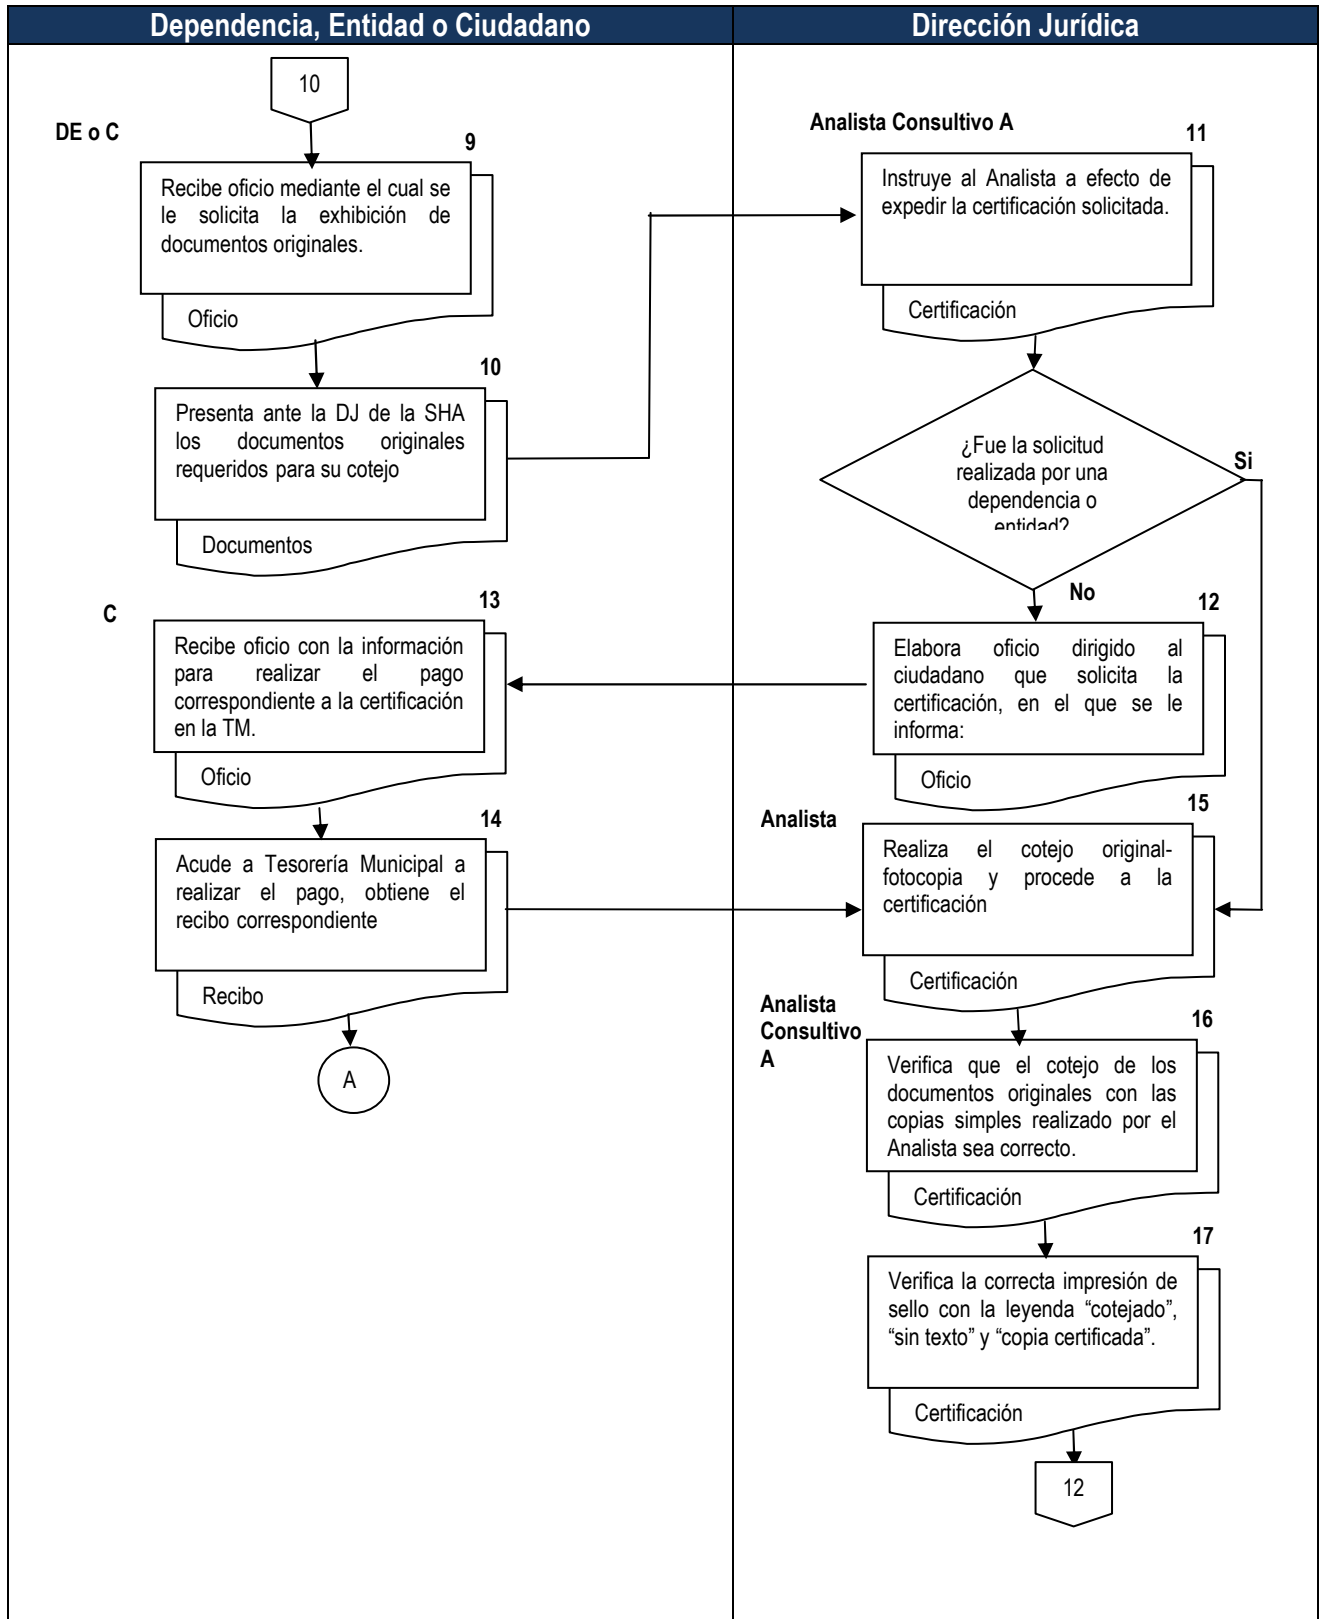 Dependencia, Entidad o Ciudadano
Dirección Jurídica
10
DE o C
9
Recibe oficio mediante el cual se
le solicita la exhibición de
documentos originales.
Oficio
10
Presenta ante la DJ de la SHA
los documentos originales
requeridos para su cotejo
Documentos
Analista Consultivo A
11
Instruye al Analista a efecto de
expedir la certificación solicitada.
Certificación
¿Fue la solicitud
realizada por una
dependencia o
entidad?
Si
No
12
Elabora oficio dirigido al
ciudadano que solicita la
certificación, en el que se le
informa:
Oficio
C
13
Recibe oficio con la información
para realizar el pago
correspondiente a la certificación
en la TM.
Oficio
14
Acude a Tesorería Municipal a
realizar el pago, obtiene el
recibo correspondiente
Recibo
A
Analista
15
Realiza el cotejo original-
fotocopia y procede a la
certificación
Certificación
Analista
Consultivo
A
16
Verifica que el cotejo de los
documentos originales con las
copias simples realizado por el
Analista sea correcto.
Certificación
17
Verifica la correcta impresión de
sello con la leyenda “cotejado”,
“sin texto” y “copia certificada”.
Certificación
12